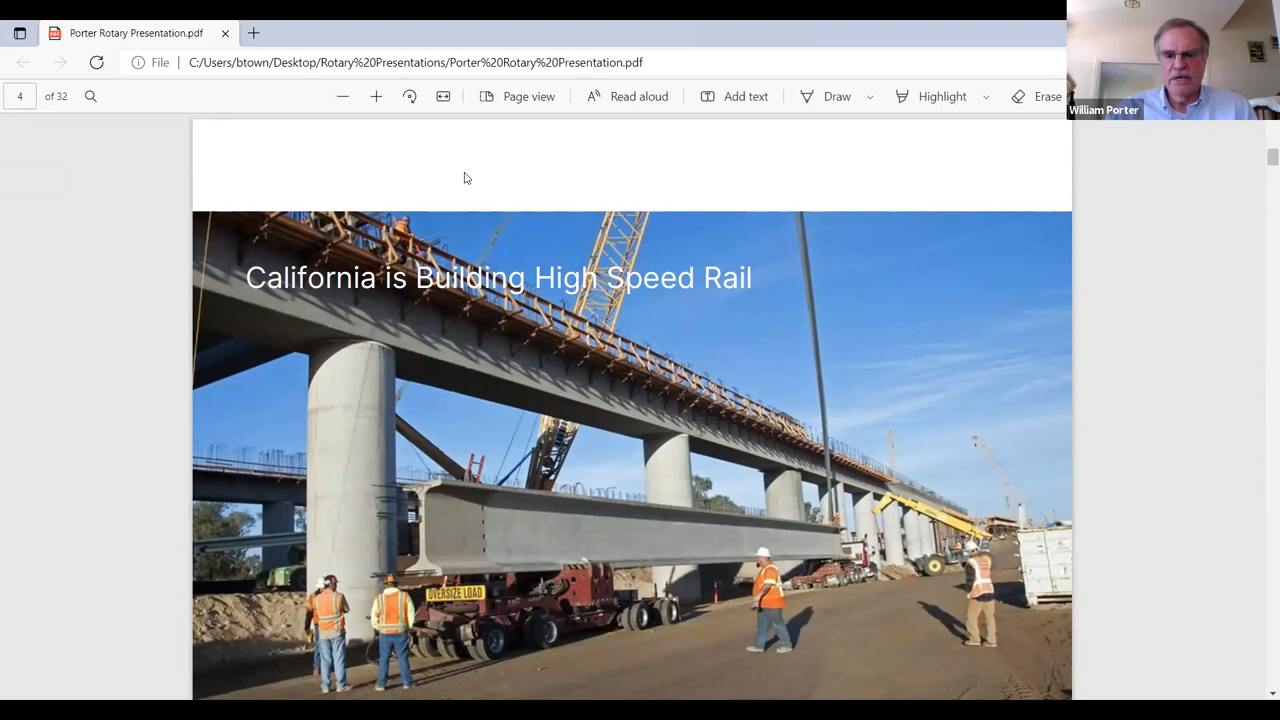 Porter Rotary Presentation.pdf
File
C:/Users/btown/Desktop/Rotary%20Presentations/Porter%20Rotary%20Presentation.pdf
4 of 32
Page view
Read aloud
Add text
Draw
Highlight
Erase
William Porter
California is Building High Speed Rail
OVERSIZE LOAD